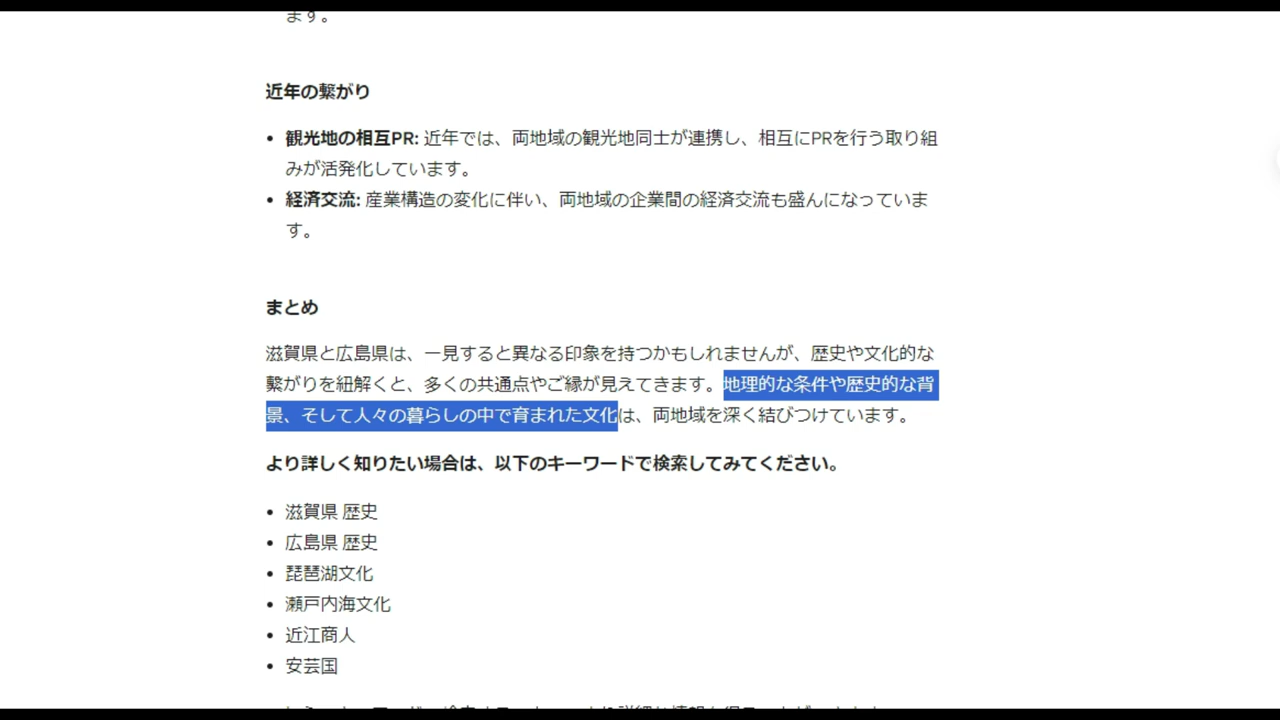 ます。
近年の繋がり
• 観光地の相互PR: 近年では、両地域の観光地同士が連携し、相互にPRを行う取り組
みが活発化しています。
• 経済交流: 産業構造の変化に伴い、両地域の企業間の経済交流も盛んになっていま
す。
まとめ
滋賀県と広島県は、一見すると異なる印象を持つかもしれませんが、歴史や文化的な
繋がりを紐解くと、多くの共通点やご縁が見えてきます。地理的な条件や歴史的な背
景、そして人々の暮らしの中で育まれた文化は、両地域を深く結びつけています。
より詳しく知りたい場合は、以下のキーワードで検索してみてください。
• 滋賀県 歴史
• 広島県 歴史
• 琵琶湖文化
• 瀬戸内海文化
• 近江商人
• 安芸国